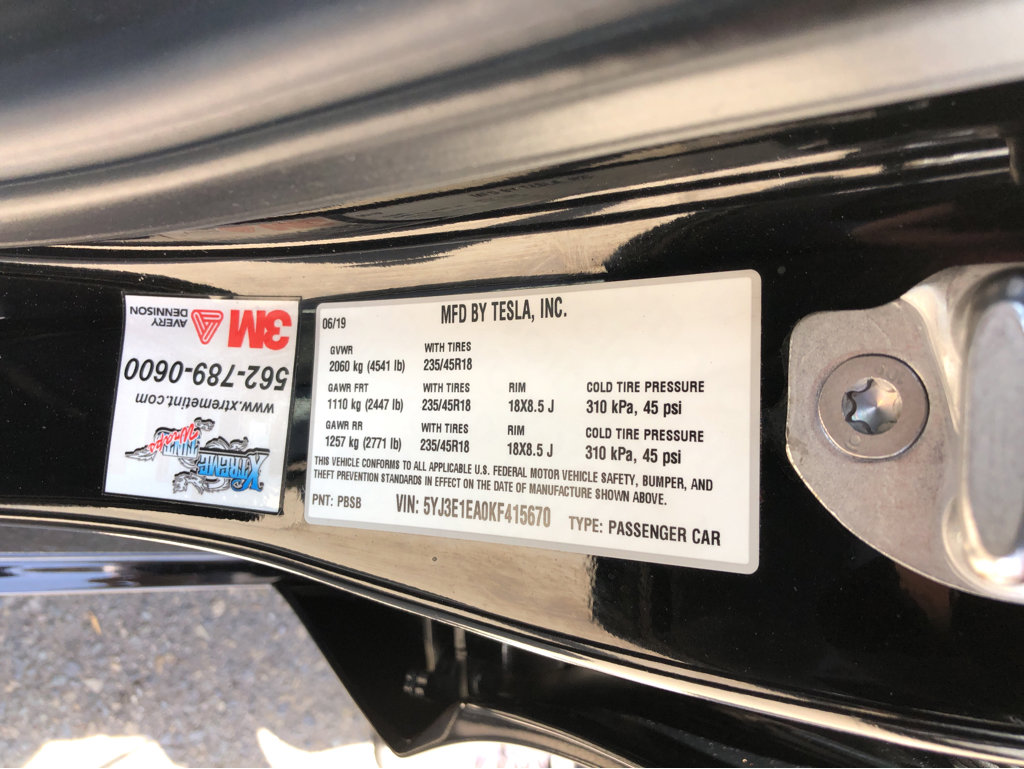 MFD BY TESLA, INC.
06/19
GVWR WITH TIRES
2060 kg (4541 lb) 235/45R18
GAWR FRT WITH TIRES RIM COLD TIRE PRESSURE
1110 kg (2447 lb) 235/45R18 18X8.5 J 310 kPa, 45 psi
GAWR RR WITH TIRES RIM COLD TIRE PRESSURE
1257 kg (2771 lb) 235/45R18 18X8.5 J 310 kPa, 45 psi
THIS VEHICLE CONFORMS TO ALL APPLICABLE U.S. FEDERAL MOTOR VEHICLE SAFETY, BUMPER, AND
THEFT PREVENTION STANDARDS IN EFFECT ON THE DATE OF MANUFACTURE SHOWN ABOVE.
PNT: PBSB VIN: 5YJ3E1EA0KF415670 TYPE: PASSENGER CAR
XTREME
TINT
Wraps
www.xtremetint.com
562-789-0600
3M AVERY
DENNISON